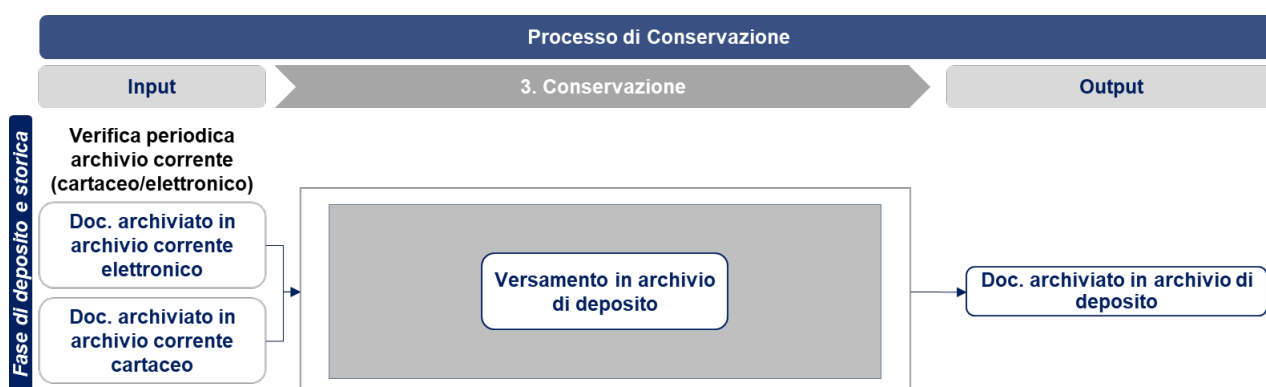 Processo di Conservazione
Input
3. Conservazione
Output
Fase di deposito e storica
Verifica periodica
archivio corrente
(cartaceo/elettronico)
Doc. archiviato in
archivio corrente
elettronico
Doc. archiviato in
archivio corrente
cartaceo
Versamento in archivio
di deposito
Doc. archiviato in archivio di
deposito